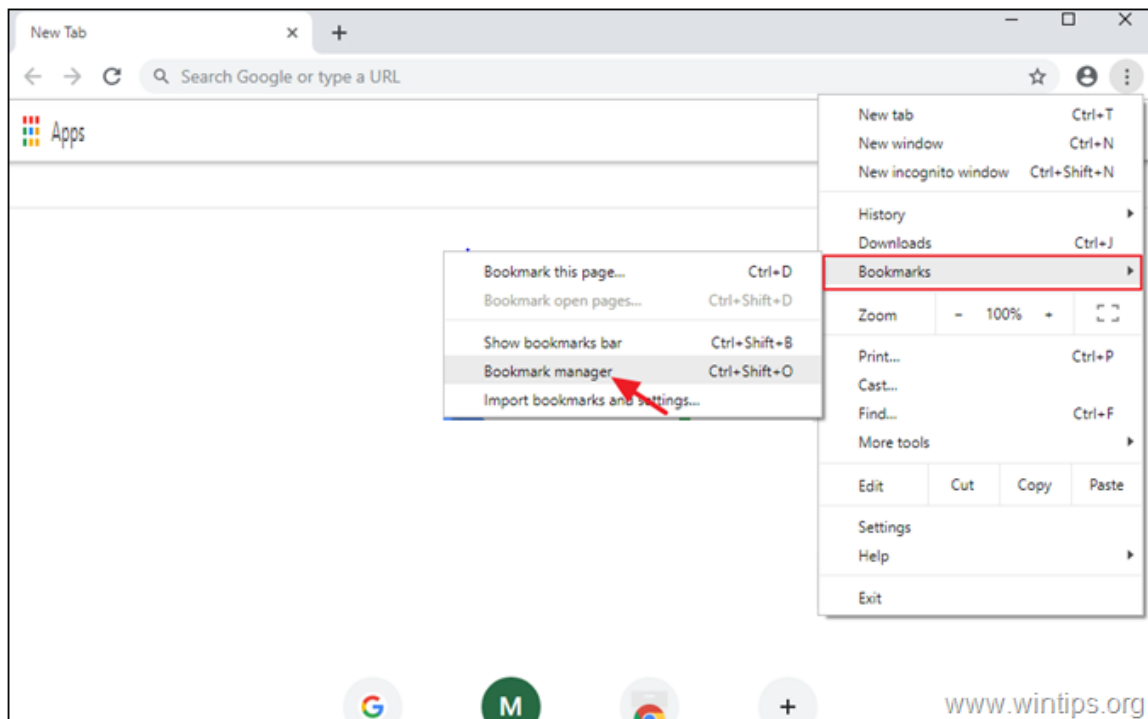 New Tab
Search Google or type a URL
Apps
New tab Ctrl+T
New window Ctrl+N
New incognito window Ctrl+Shift+N
History
Downloads Ctrl+J
Bookmarks
Zoom - 100% +
Print... Ctrl+P
Cast...
Find... Ctrl+F
More tools
Edit Cut Copy Paste
Settings
Help
Exit
Bookmark this page... Ctrl+D
Bookmark open pages... Ctrl+Shift+D
Show bookmarks bar Ctrl+Shift+B
Bookmark manager Ctrl+Shift+O
Import bookmarks and settings...
G
M
www.wintips.org